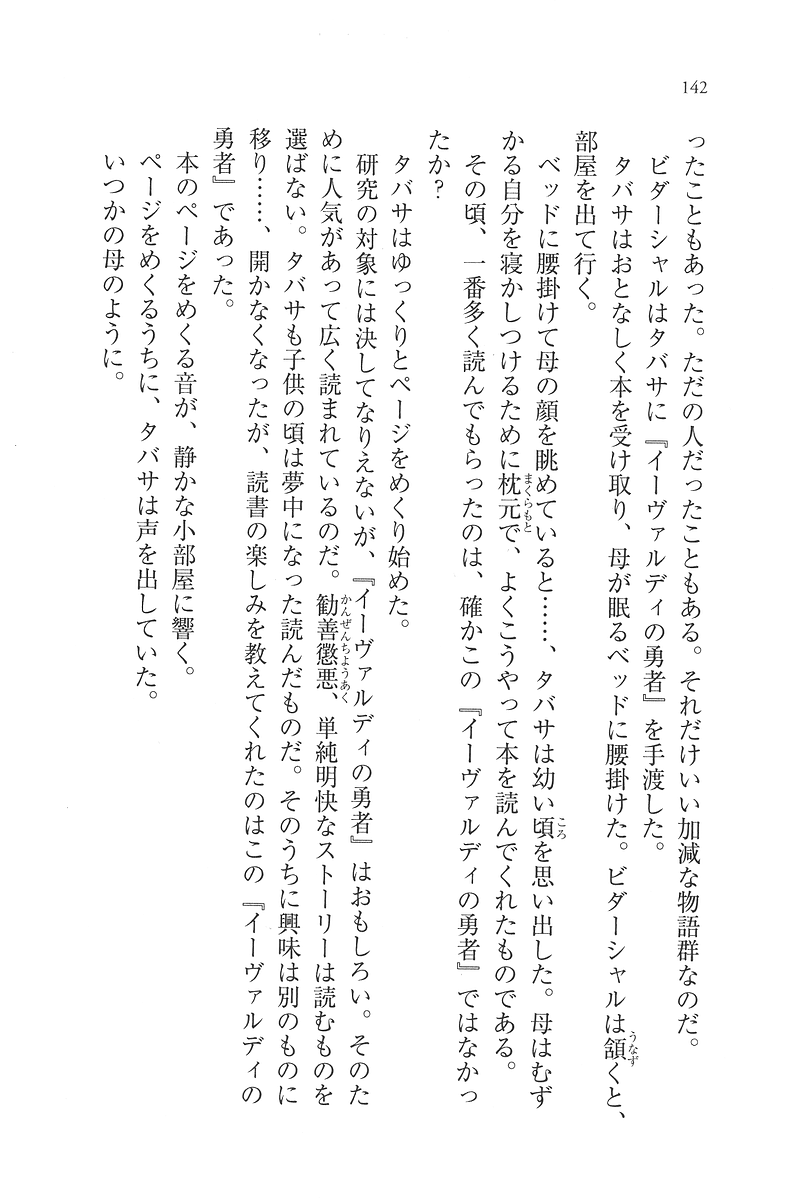 142
ったこともあった。ただの人だったこともある。それだけいい加減な物語群なのだ。
ビダーシャルはタバサに『イーヴァルディの勇者』を手渡した。
タバサはおとなしく本を受け取り、母が眠るベッドに腰掛けた。ビダーシャルは頷くと、
部屋を出て行く。
ベッドに腰掛けて母の顔を眺めていると……、タバサは幼い頃を思い出した。母はむず
かる自分を寝かしつけるために枕元で、よくこうやって本を読んでくれたものである。
その頃、一番多く読んでもらったのは、確かこの『イーヴァルディの勇者』ではなかっ
たか？
タバサはゆっくりとページをめくり始めた。
研究の対象には決してなりえないが、『イーヴァルディの勇者』はおもしろい。そのた
めに人気があって広く読まれているのだ。勧善懲悪、単純明快なストーリーは読むものを
選ばない。タバサも子供の頃は夢中になった読んだものだ。そのうちに興味は別のものに
移り……、開かなくなったが、読書の楽しみを教えてくれたのはこの『イーヴァルディの
勇者』であった。
本のページをめくる音が、静かな小部屋に響く。
ページをめくるうちに、タバサは声を出していた。
いつかの母のように。